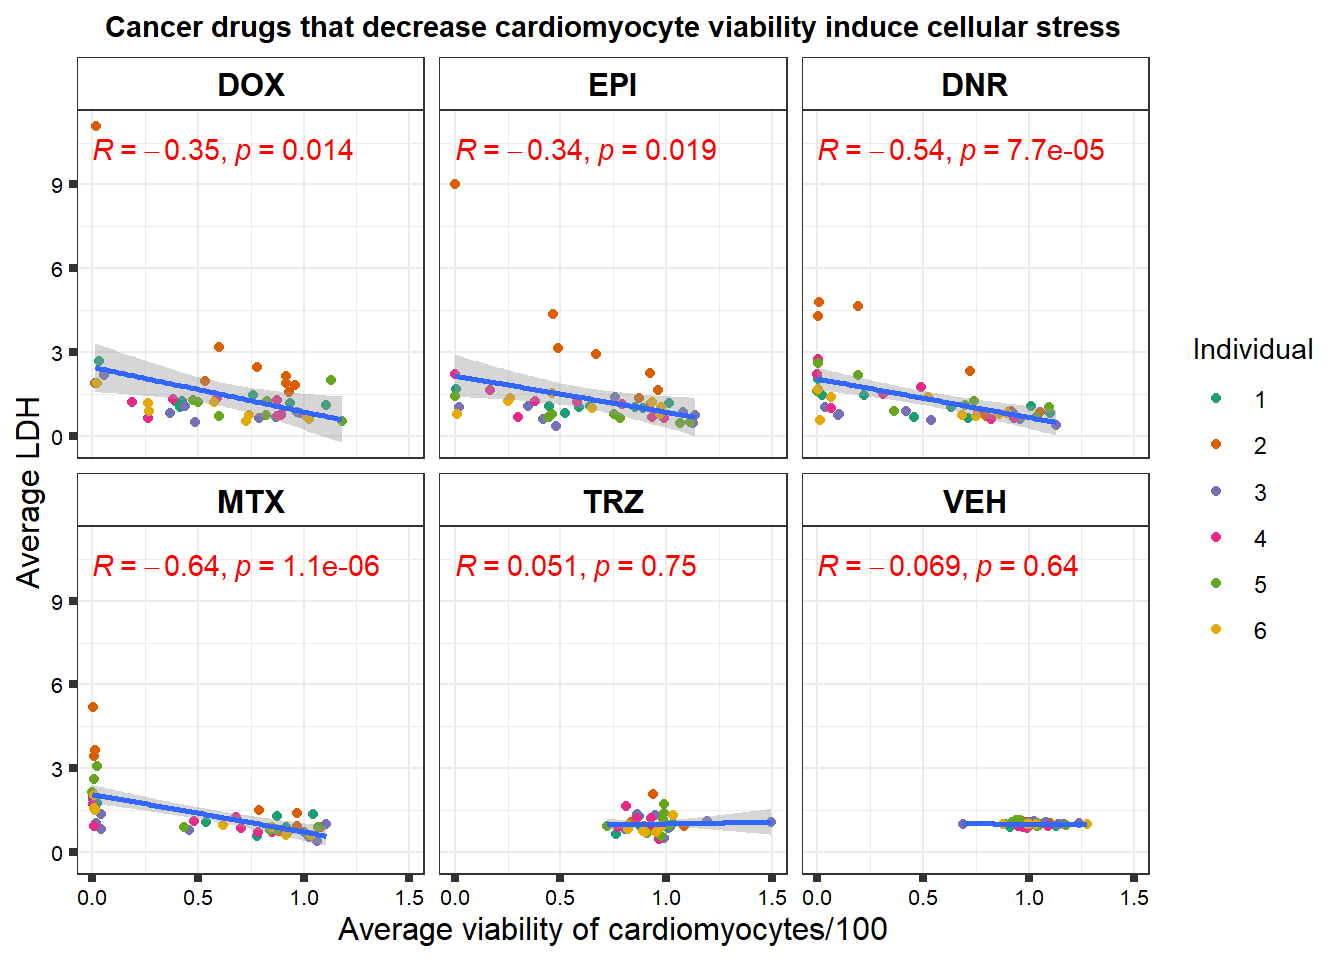 Cancer drugs that decrease cardiomyocyte viability induce cellular stress
DOX
EPI
DNR
R = −0.35, p = 0.014
R = −0.34, p = 0.019
R = −0.54, p = 7.7e-05
9
6
3
0
MTX
TRZ
VEH
R = −0.64, p = 1.1e-06
R = 0.051, p = 0.75
R = −0.069, p = 0.64
9
6
3
0
0.0 0.5 1.0 1.5
0.0 0.5 1.0 1.5
0.0 0.5 1.0 1.5
Average viability of cardiomyocytes/100
Average LDH
Individual
1
2
3
4
5
6